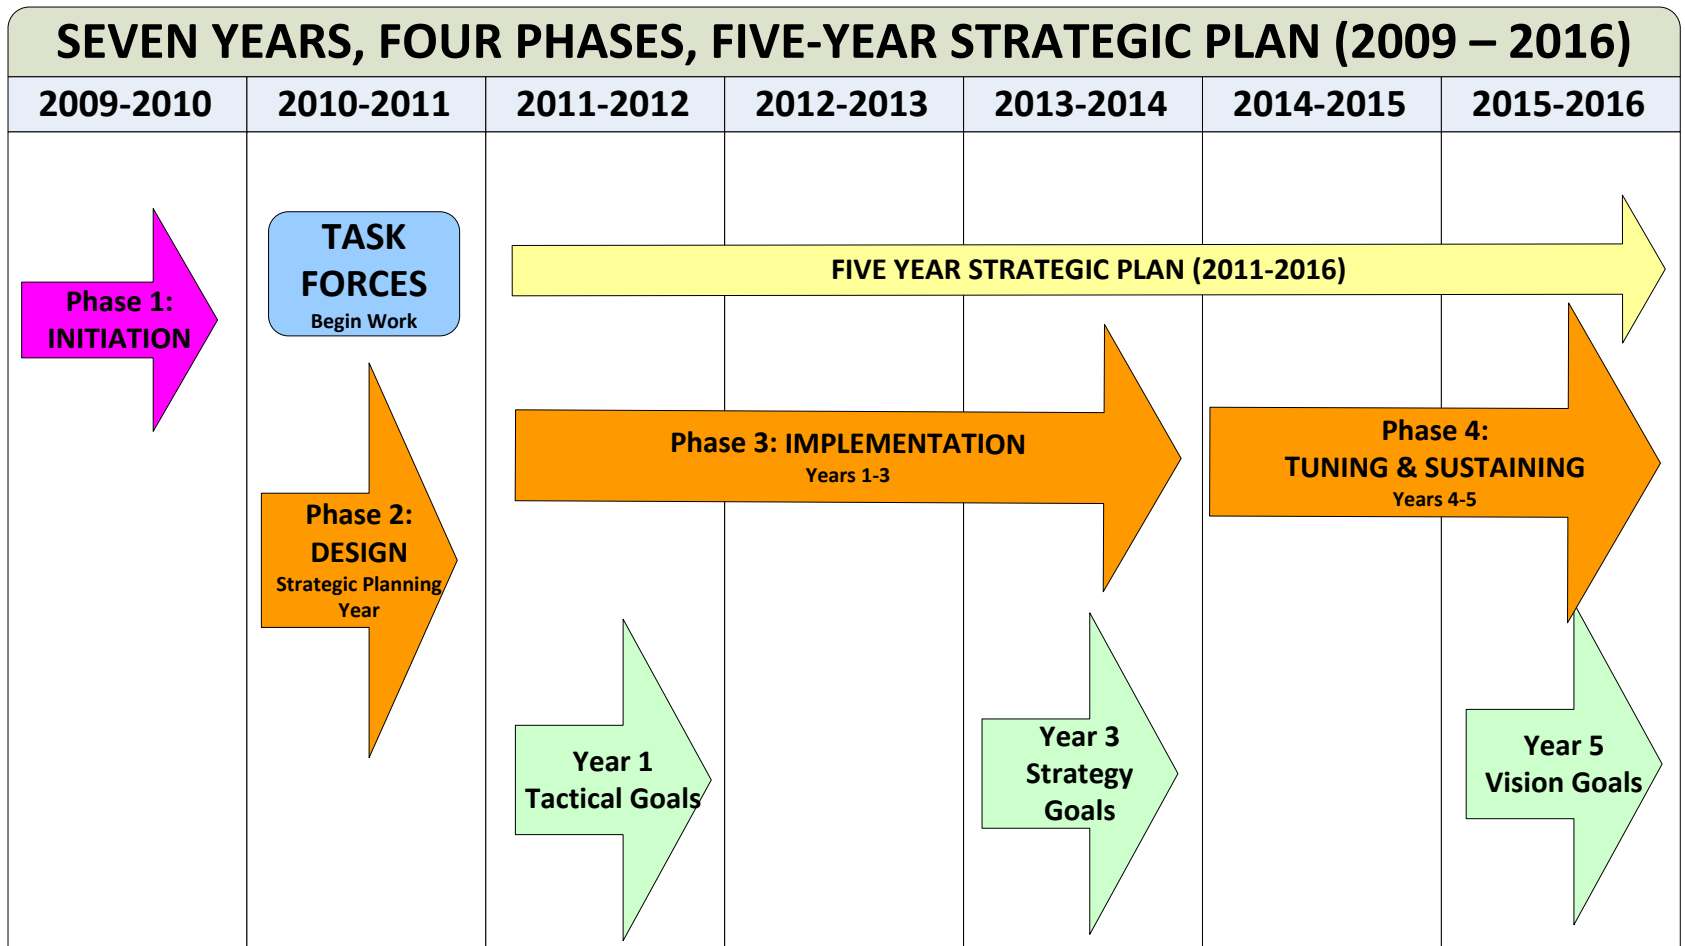 SEVEN YEARS, FOUR PHASES, FIVE-YEAR STRATEGIC PLAN (2009 – 2016)
2009-2010
2010-2011
2011-2012
2012-2013
2013-2014
2014-2015
2015-2016
Phase 1:
INITIATION
TASK
FORCES
Begin Work
FIVE YEAR STRATEGIC PLAN (2011-2016)
Phase 2:
DESIGN
Strategic Planning
Year
Phase 3: IMPLEMENTATION
Years 1-3
Phase 4:
TUNING & SUSTAINING
Years 4-5
Year 1
Tactical Goals
Year 3
Strategy
Goals
Year 5
Vision Goals